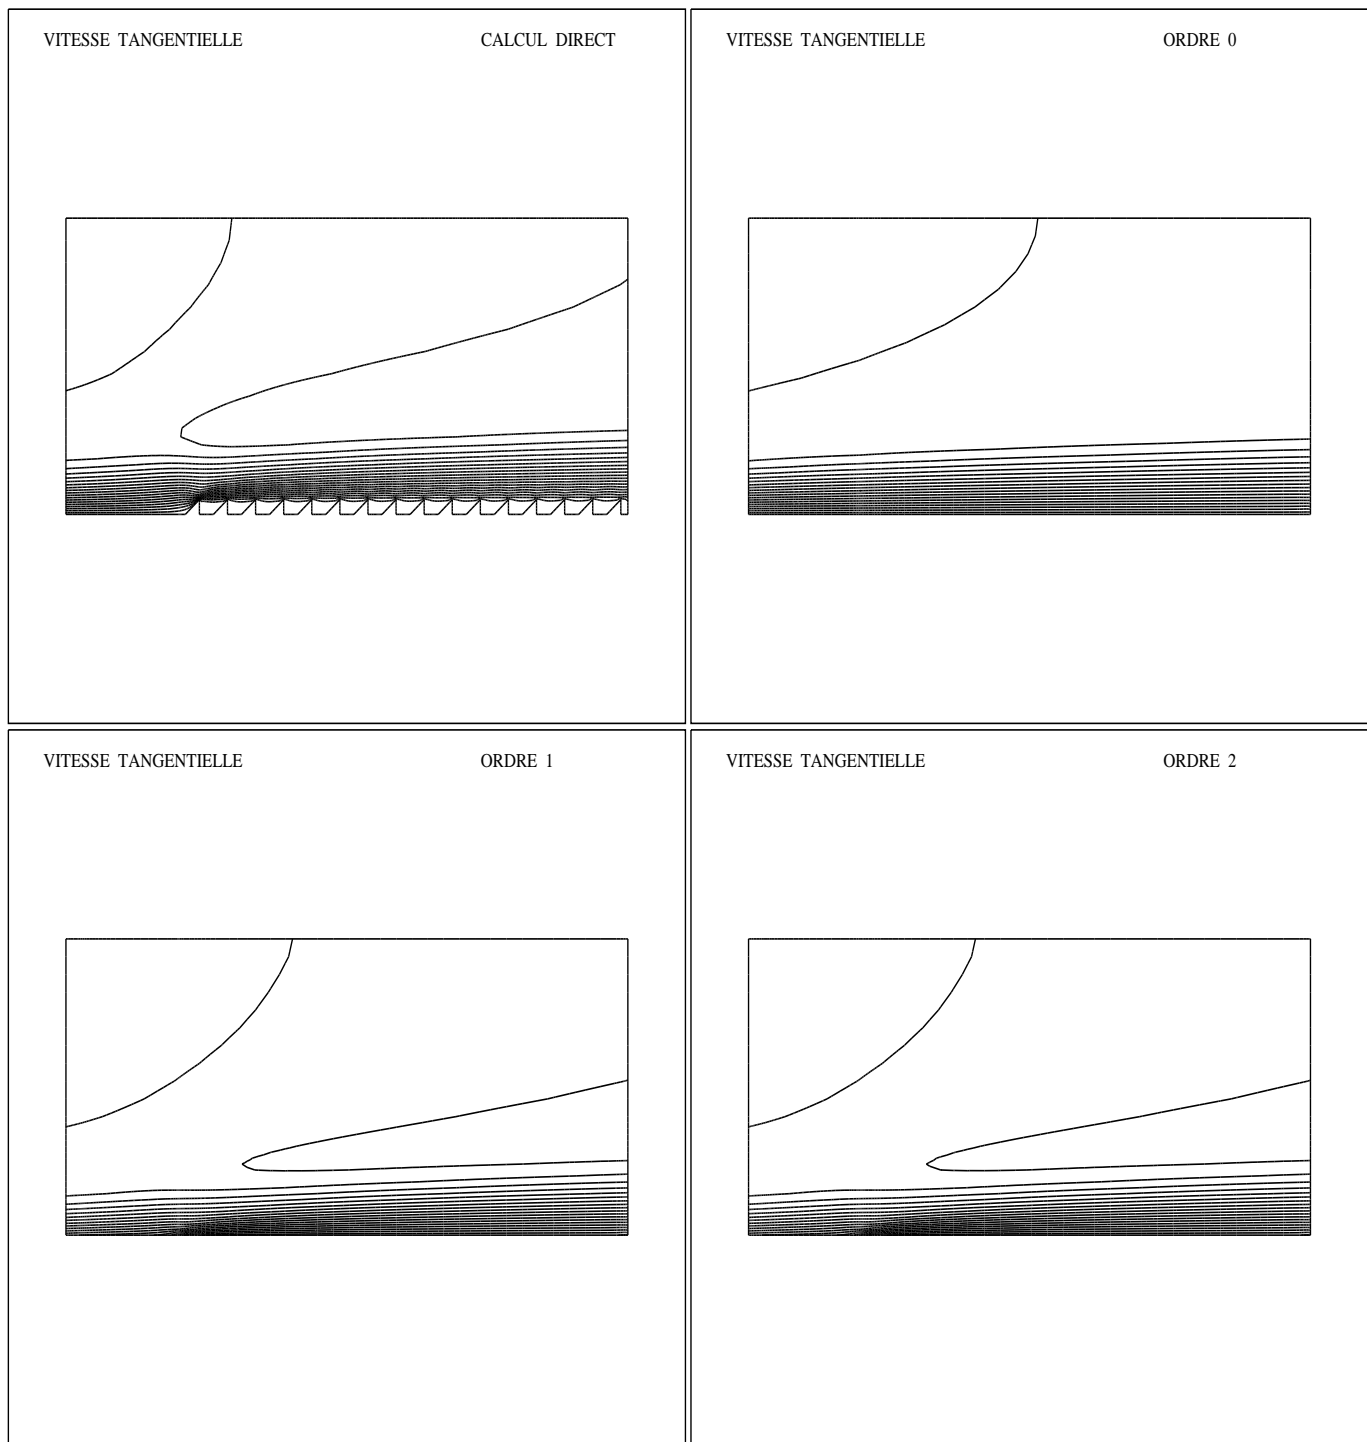 VITESSE TANGENTIELLE CALCUL DIRECT
VITESSE TANGENTIELLE ORDRE 0
VITESSE TANGENTIELLE ORDRE 1
VITESSE TANGENTIELLE ORDRE 2